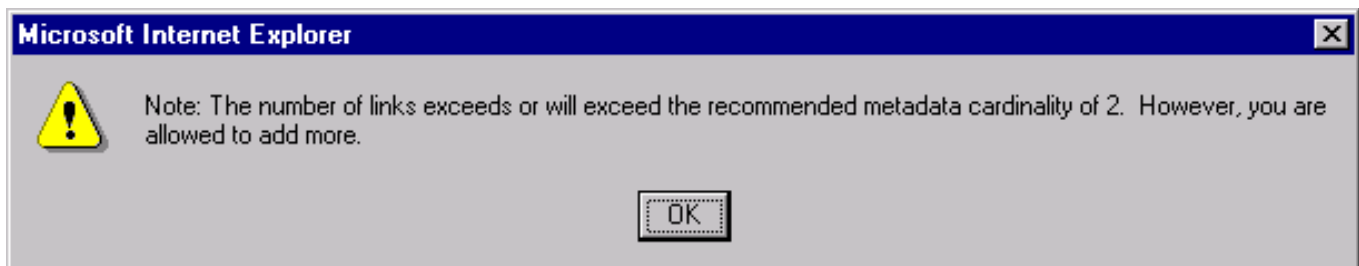 Microsoft Internet Explorer
Note: The number of links exceeds or will exceed the recommended metadata cardinality of 2.  However, you are
allowed to add more.
OK